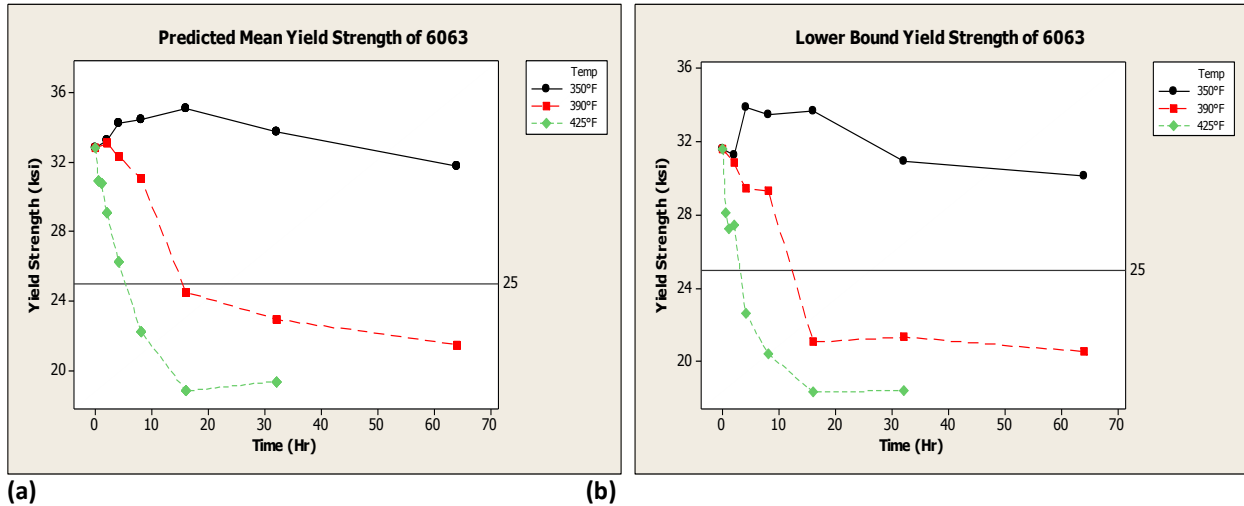 Predicted Mean Yield Strength of 6063
Temp
350°F
390°F
425°F
36
32
28
24
20
25
Yield Strength (ksi)
0 10 20 30 40 50 60 70
Time (Hr)
(a)
Lower Bound Yield Strength of 6063
Temp
350°F
390°F
425°F
36
32
28
24
20
25
Yield Strength (ksi)
0 10 20 30 40 50 60 70
Time (Hr)
(b)